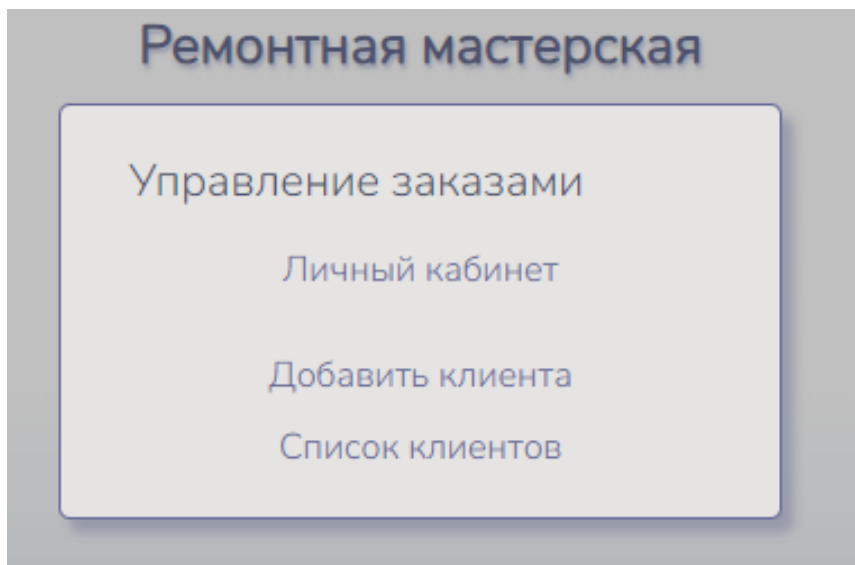 Ремонтная мастерская
Управление заказами
Личный кабинет
Добавить клиента
Список клиентов